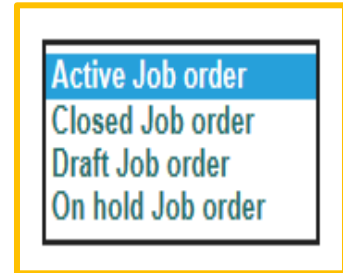 Active Job order
Closed Job order
Draft Job order
On hold Job order